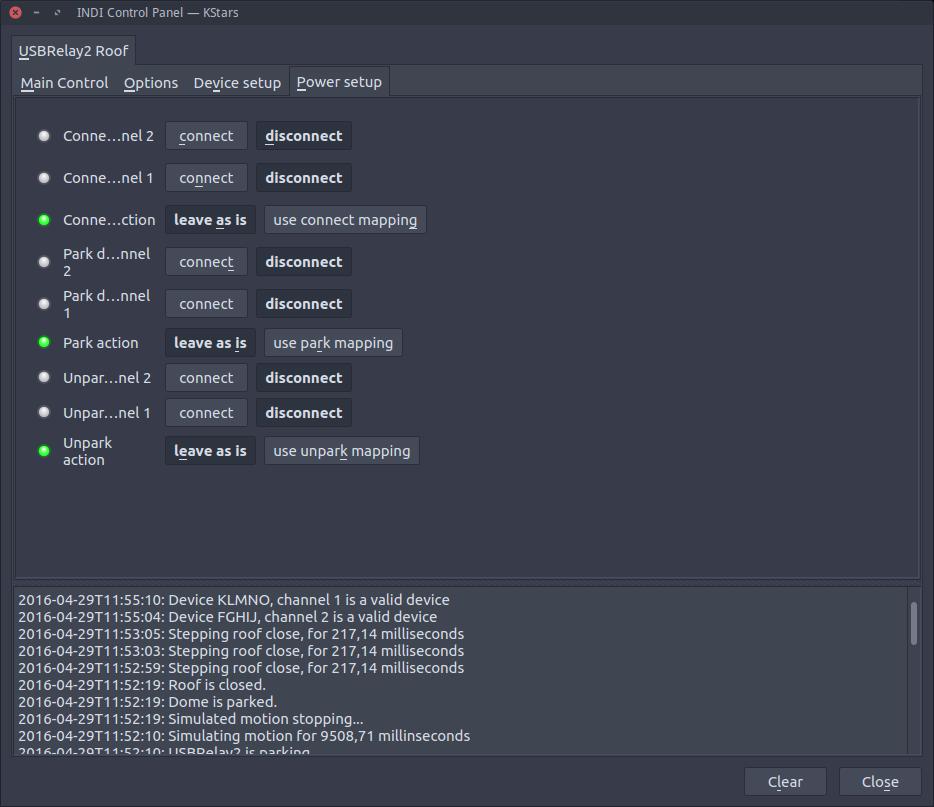 INDI Control Panel — KStars
USBRelay2 Roof
Main Control Options Device setup Power setup
Conne...nel 2 connect disconnect
Conne...nel 1 connect disconnect
Conne...ction leave as is use connect mapping
Park d...nnel
2 connect disconnect
Park d...nnel
1 connect disconnect
Park action leave as is use park mapping
Unpar...nel 2 connect disconnect
Unpar...nel 1 connect disconnect
Unpark
action leave as is use unpark mapping
2016-04-29T11:55:10: Device KLMNO, channel 1 is a valid device
2016-04-29T11:55:04: Device FGHIJ, channel 2 is a valid device
2016-04-29T11:53:05: Stepping roof close, for 217,14 milliseconds
2016-04-29T11:53:03: Stepping roof close, for 217,14 milliseconds
2016-04-29T11:52:59: Stepping roof close, for 217,14 milliseconds
2016-04-29T11:52:19: Roof is closed.
2016-04-29T11:52:19: Dome is parked.
2016-04-29T11:52:19: Simulated motion stopping...
2016-04-29T11:52:10: Simulating motion for 9508,71 millinseconds
2016-04-29T11:52:10: USBRelay2 is parking
Clear Close